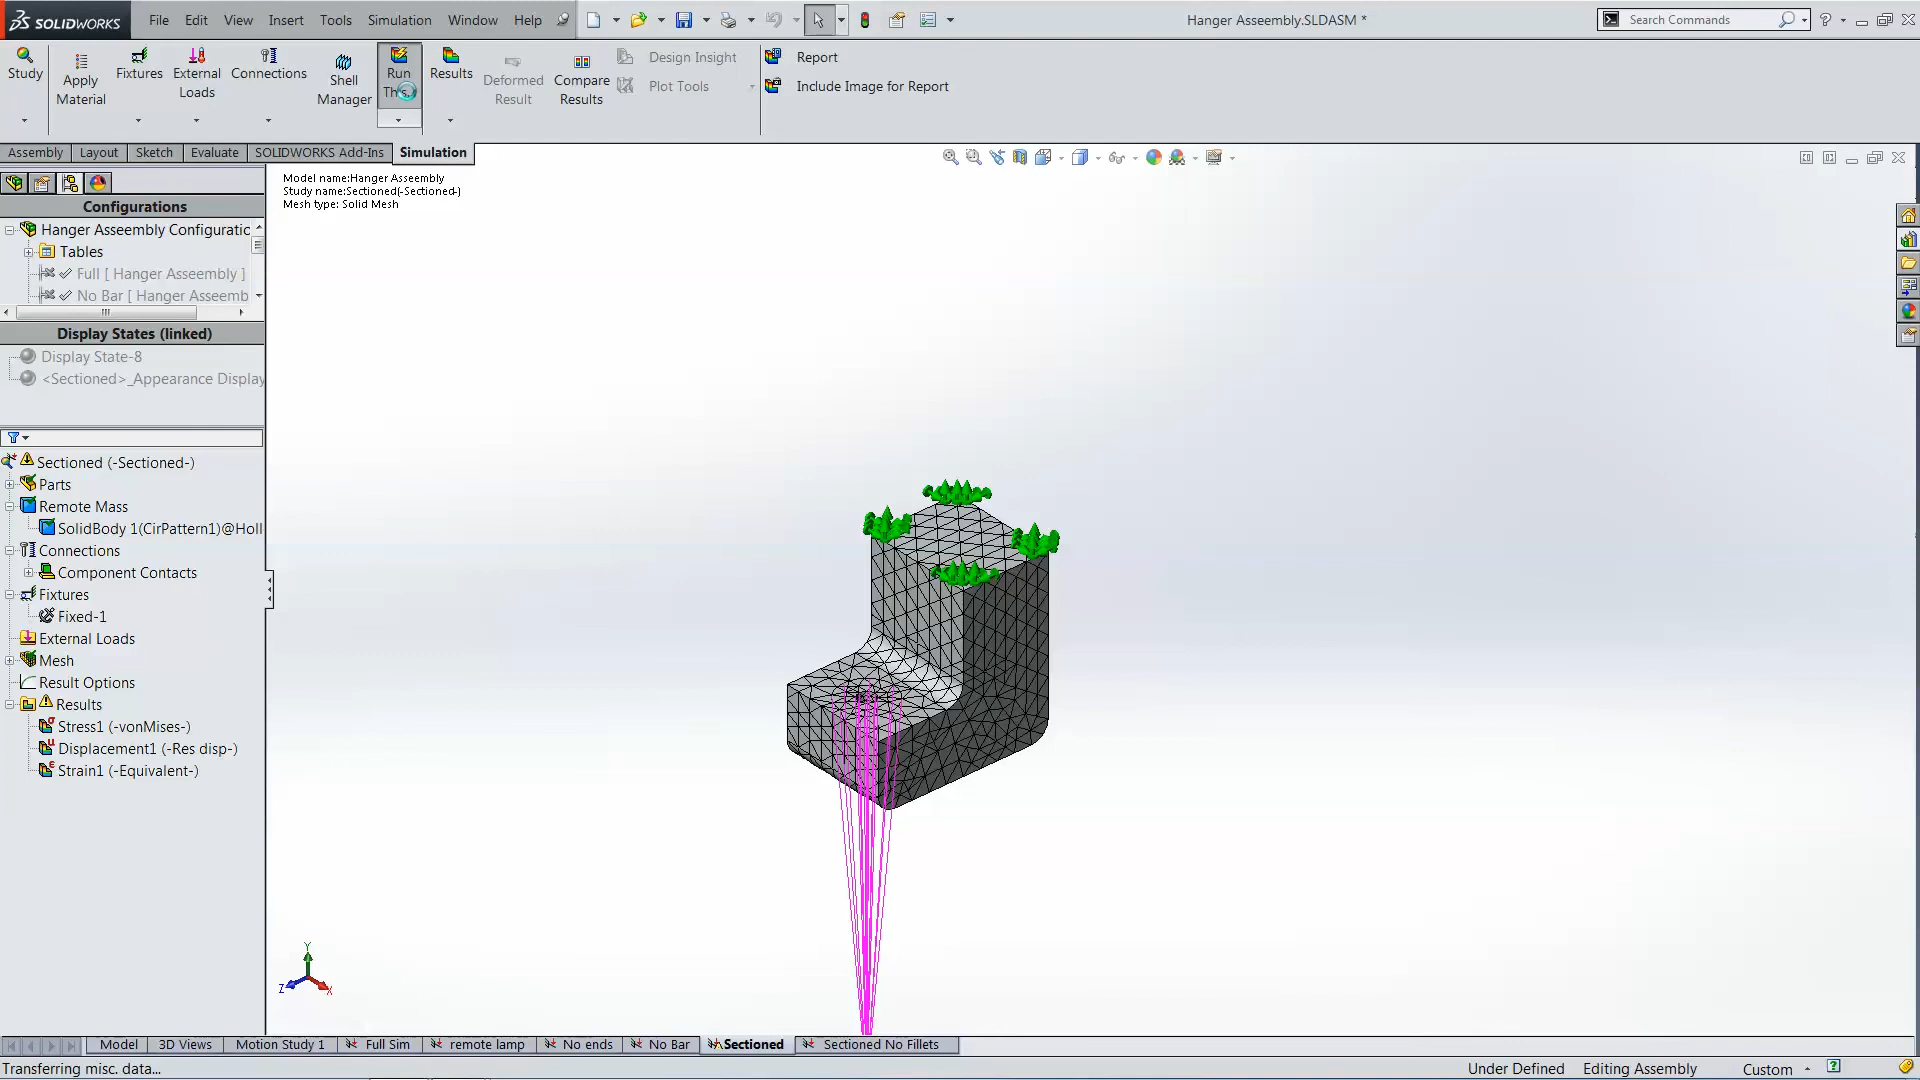 SOLIDWORKS File Edit View Insert Tools Simulation Window Help Hanger Asseembly.SLDASM * Search Commands
Study
Apply Material
Fixtures
External Loads
Connections
Shell Manager
Run This...
Results
Deformed Result
Compare Results
Design Insight
Plot Tools
Report
Include Image for Report
Assembly Layout Sketch Evaluate SOLIDWORKS Add-Ins Simulation
Configurations
Hanger Asseembly Configuratic
Tables
Full [ Hanger Asseembly ]
No Bar [ Hanger Asseemb
Display States (linked)
Display State-8
<Sectioned>_Appearance Display
Sectioned (-Sectioned-)
Parts
Remote Mass
SolidBody 1(CirPattern1)@Holl
Connections
Component Contacts
Fixtures
Fixed-1
External Loads
Mesh
Result Options
Results
Stress1 (-vonMises-)
Displacement1 (-Res disp-)
Strain1 (-Equivalent-)
Model name:Hanger Asseembly
Study name:Sectioned(-Sectioned-)
Mesh type: Solid Mesh
Y
Z X
Model 3D Views Motion Study 1 Full Sim remote lamp No ends No Bar Sectioned Sectioned No Fillets
Transferring misc. data... Under Defined Editing Assembly Custom